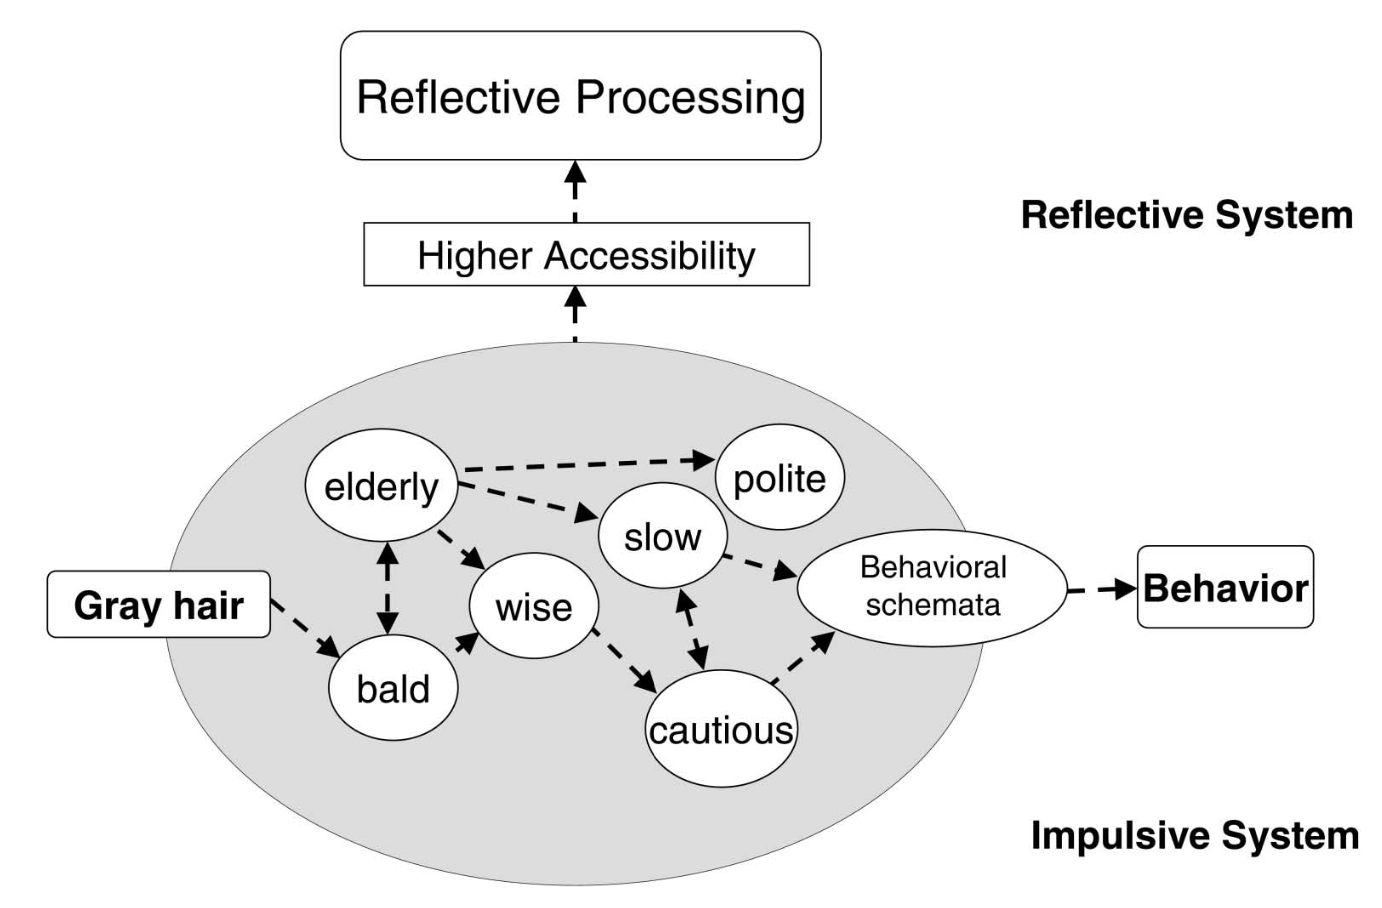 Reflective Processing
Reflective System
Higher Accessibility
elderly
polite
slow
Behavioral
schemata
Behavior
Gray hair
wise
bald
cautious
Impulsive System